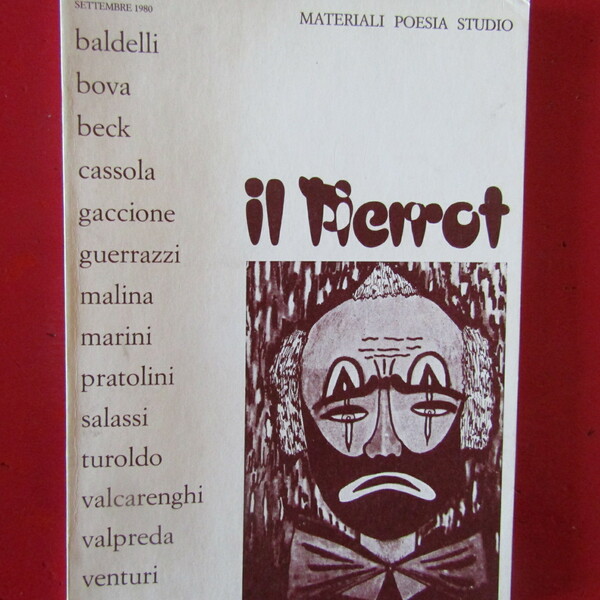 SETTEMBRE 1980
MATERIALI POESIA STUDIO
baldelli
bova
beck
cassola
gaccione
guerrazzi
malina
marini
pratolini
salassi
turoldo
valcarenghi
valpreda
venturi
il Pierrot